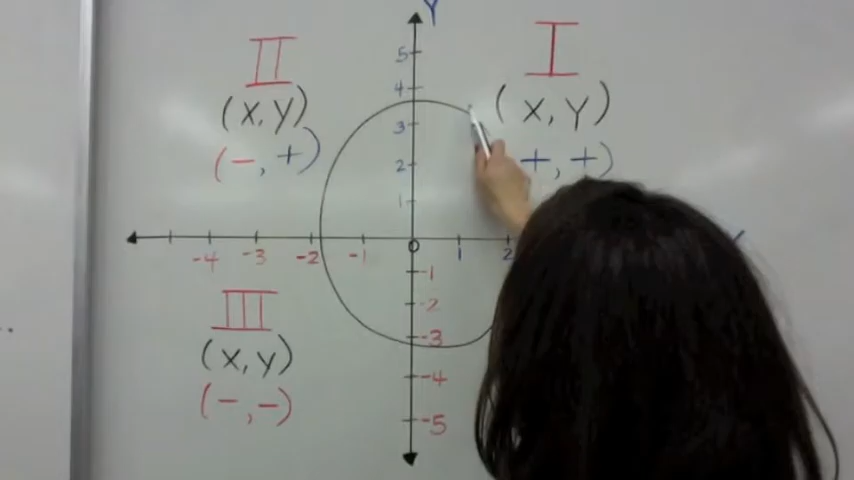 Y
II
(X, Y)
(-, +)
I
(X, Y)
+, +)
5
4
3
2
1
-4 -3 -2 -1 0 1 2
-1
-2
-3
-4
-5
III
(X, Y)
(-, -)